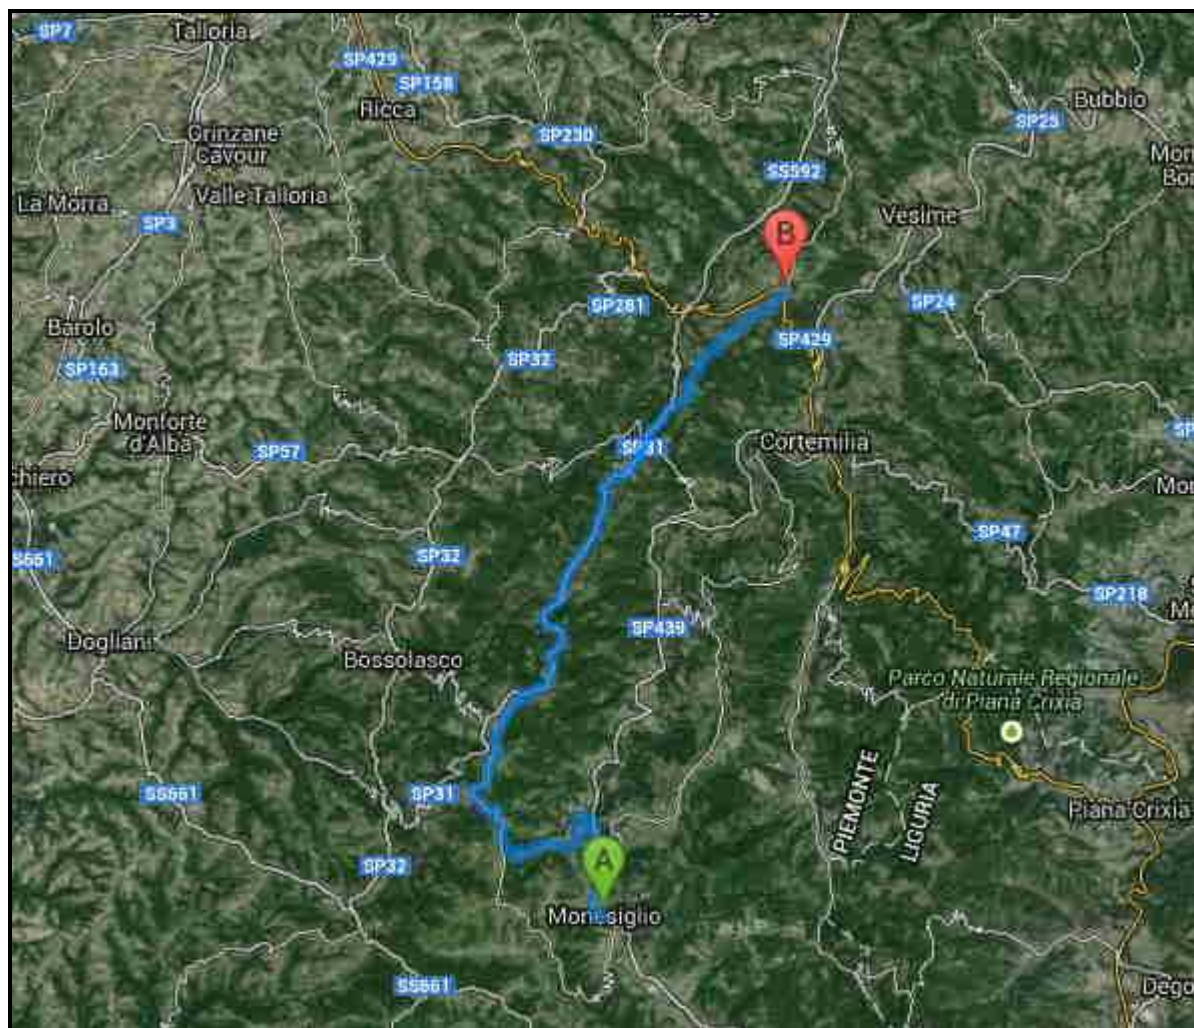 SP7
Talloria
SP429
SP158
Ricca
Bubbio
SP25
Grinzane
Cavour
SP230
SS592
La Morra
Valle Talloria
SP3
Vesime
B
SP281
SP24
Barolo
SP429
SP163
SP32
Monforte
d'Alba
SP57
SP31
Cortemilia
chiero
SP32
SP47
SP218
Dogliani
SP439
Bossolasco
Parco Naturale Regionale
di Piana Crixia
SP31
SS661
PIEMONTE
LIGURIA
Piana Crixia
A
SP32
Monesiglio
SS661
Dego